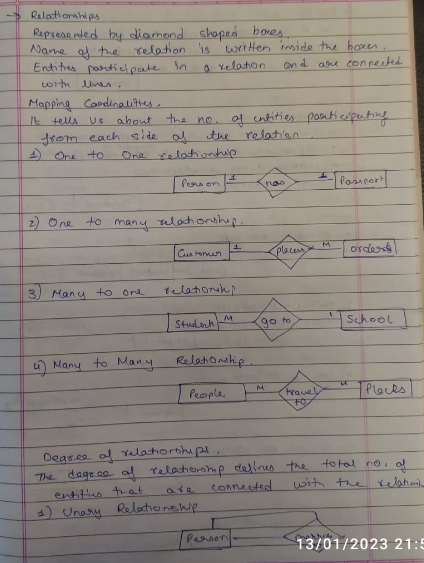 → Relationships
Represended by diamond shaped boxes.
Name of the relation is written inside the boxes.
Entities participate in a relation and are connected
with lines.
Mapping Cardinalities.
It tells us about the no. of entities participating
from each side of the relation.
1) One to One relationship
Person 1 has 1 Passport
2) One to many relationship.
Customer 1 places M orders
3) Many to one relationship
Student M go to 1 School
4) Many to Many Relationship.
People M travel to M Places
Degree of relationships.
The degree of relationship defines the total no. of
entities that are connected with the relation
1) Unary Relationship
Person
13/01/2023 21:5